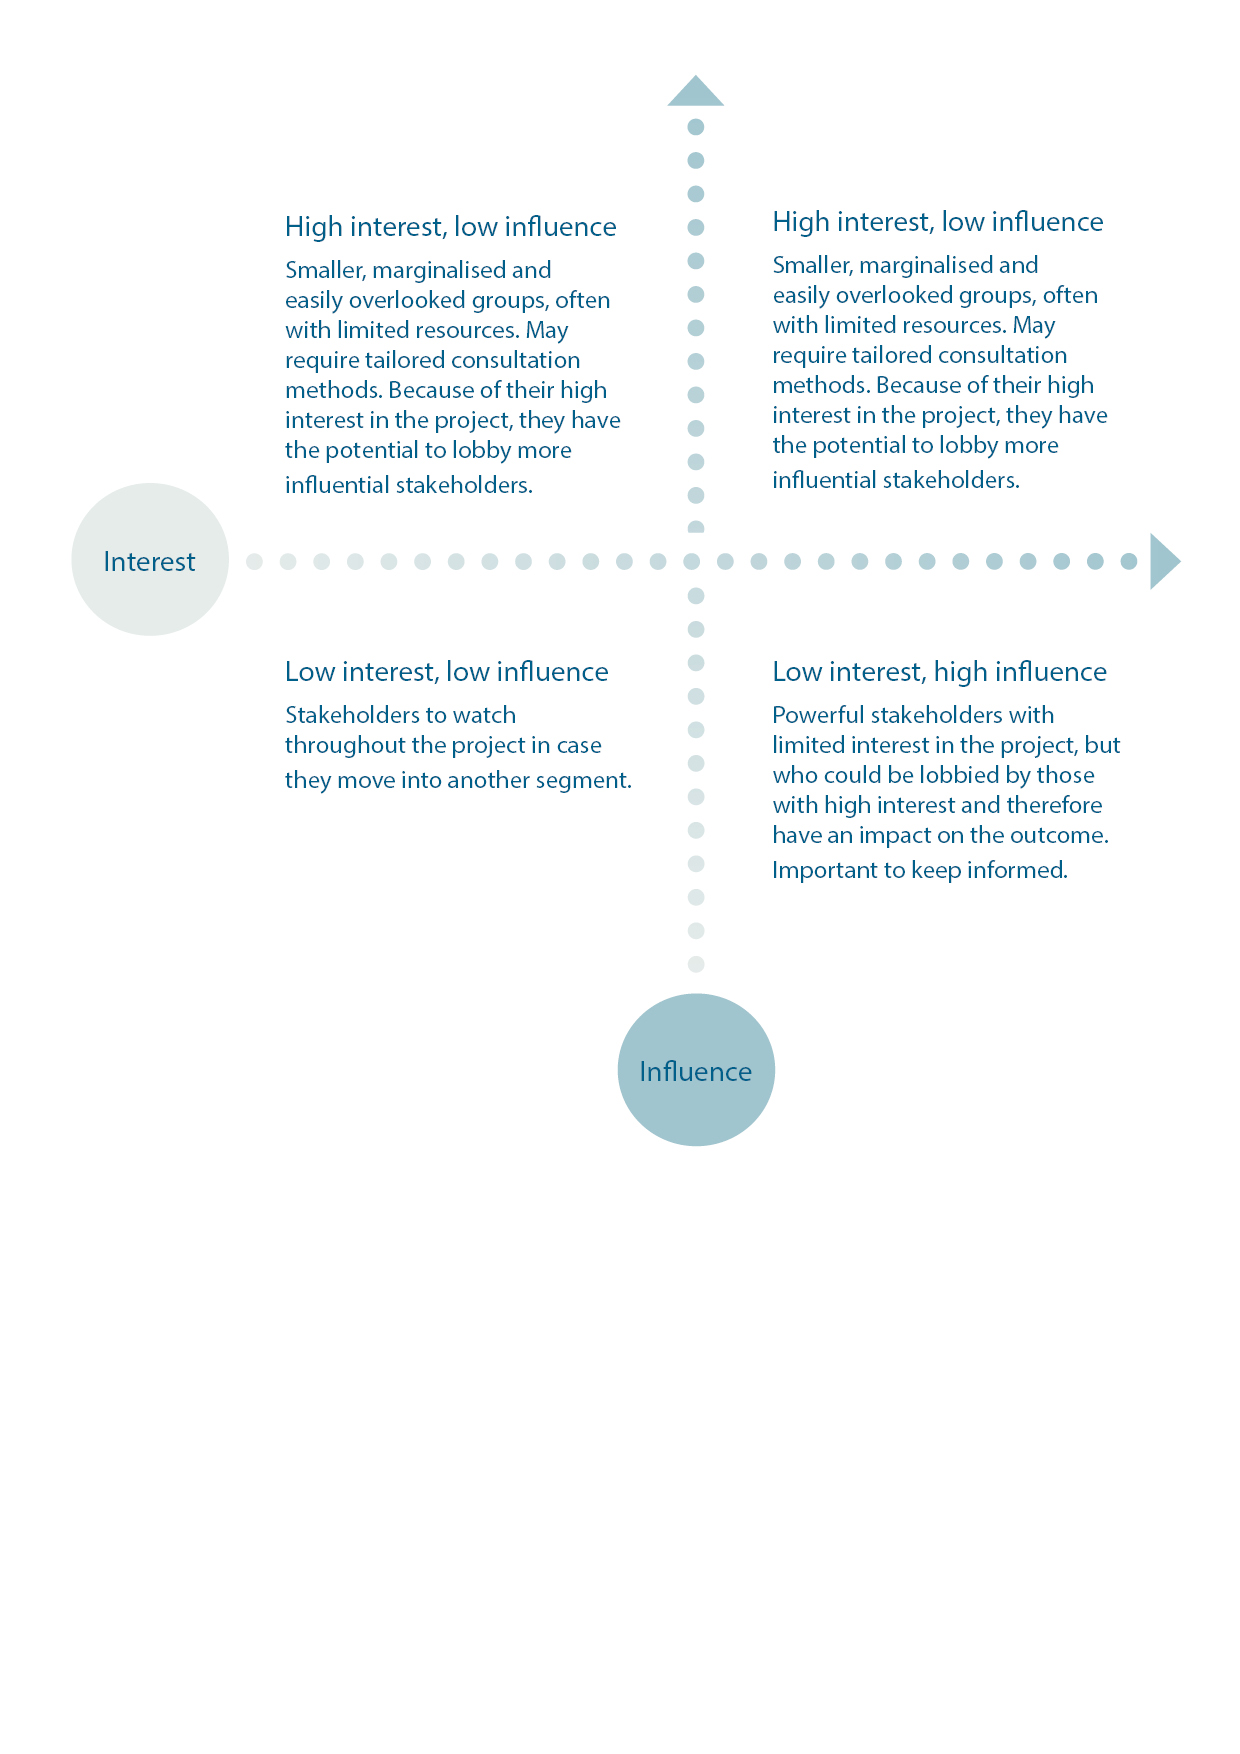 High interest, low influence
Smaller, marginalised and
easily overlooked groups, often
with limited resources. May
require tailored consultation
methods. Because of their high
interest in the project, they have
the potential to lobby more
influential stakeholders.
High interest, low influence
Smaller, marginalised and
easily overlooked groups, often
with limited resources. May
require tailored consultation
methods. Because of their high
interest in the project, they have
the potential to lobby more
influential stakeholders.
Interest
Low interest, low influence
Stakeholders to watch
throughout the project in case
they move into another segment.
Low interest, high influence
Powerful stakeholders with
limited interest in the project, but
who could be lobbied by those
with high interest and therefore
have an impact on the outcome.
Important to keep informed.
Influence